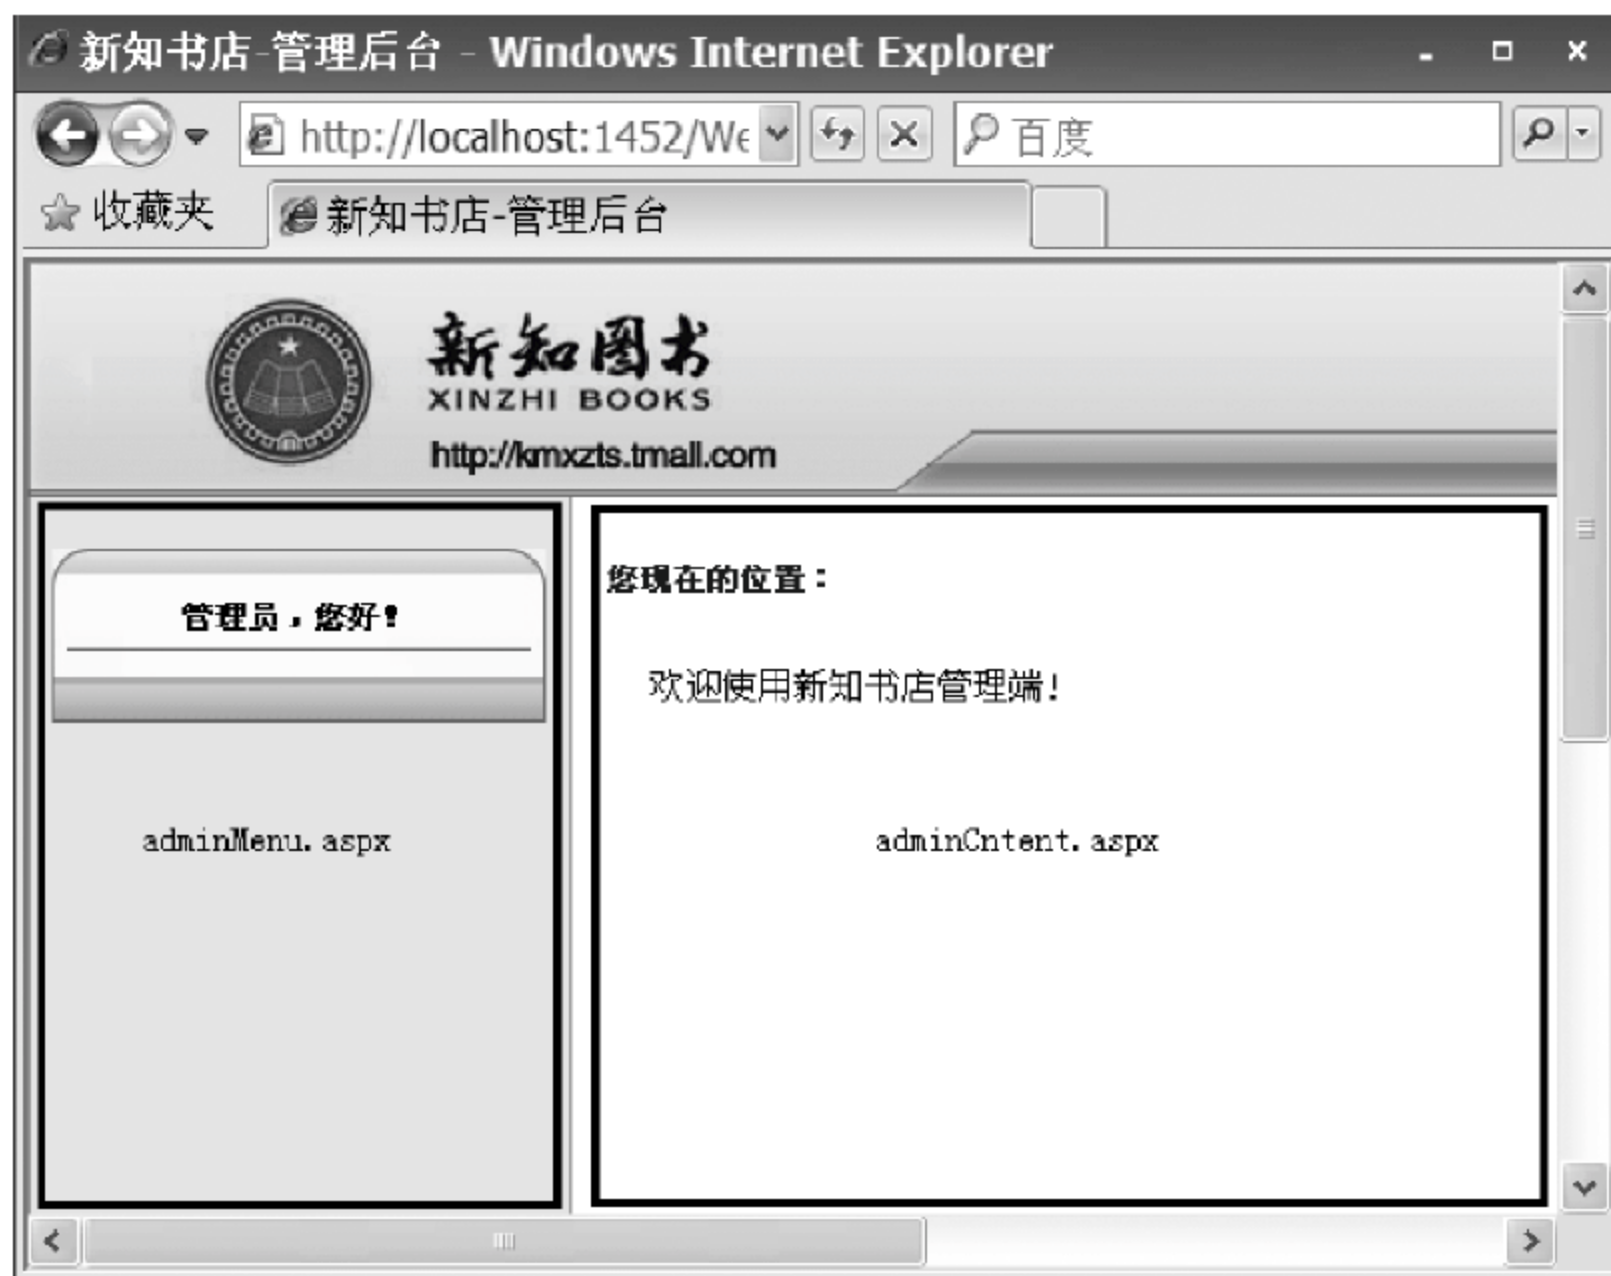 新知书店-管理后台 - Windows Internet Explorer
http://localhost:1452/We
百度
收藏夹
新知书店-管理后台
新知图书
XINZHI BOOKS
http://kmxzts.tmall.com
管理员，您好！
您现在的位置：
欢迎使用新知书店管理端！
adminMenu.aspx
adminCntent.aspx